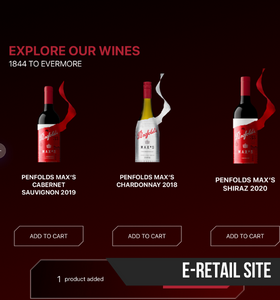 EXPLORE OUR WINES
1844 TO EVERMORE
Penfolds
MAX'S
Penfolds
MAX'S
Penfolds
MAX'S
PENFOLDS MAX'S
CABERNET
SAUVIGNON 2019
PENFOLDS MAX'S
CHARDONNAY 2018
PENFOLDS MAX'S
SHIRAZ 2020
ADD TO CART
ADD TO CART
ADD TO CART
1 product added
E-RETAIL SITE